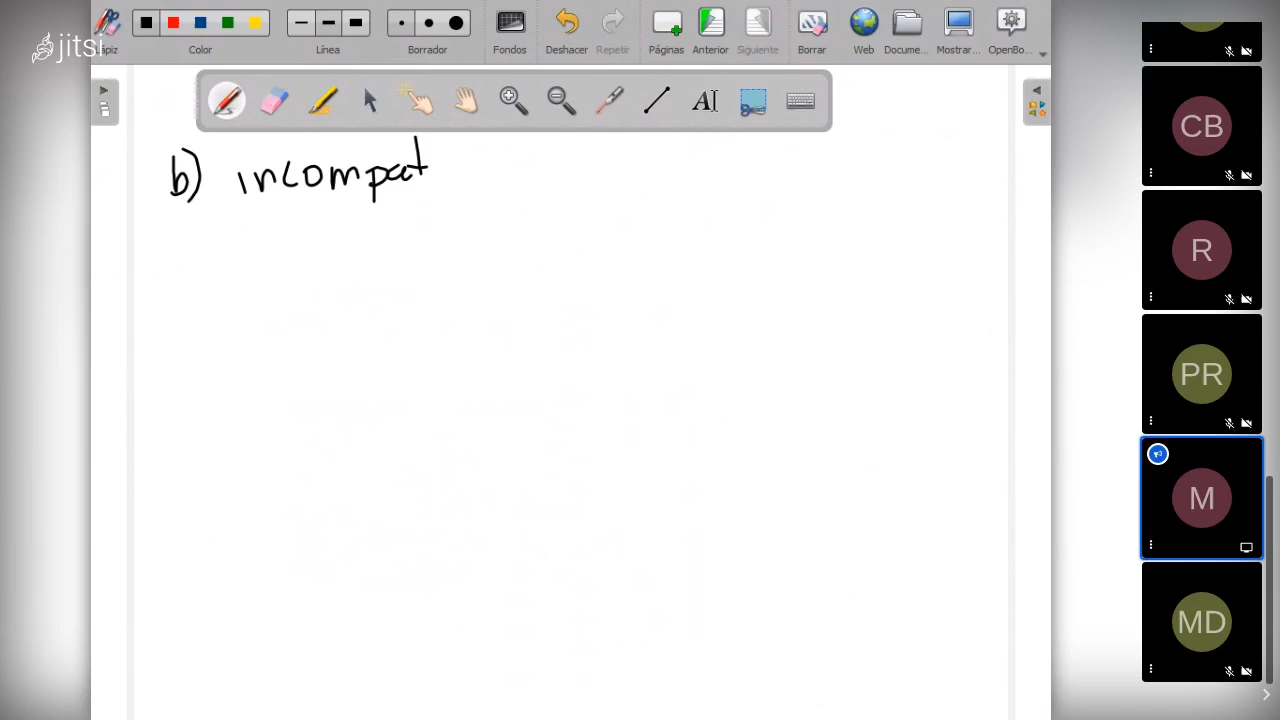 jitsi
Lápiz
Color
Línea
Borrador
Fondos
Deshacer
Repetir
Páginas
Anterior
Siguiente
Borrar
Web
Docume...
Mostrar...
OpenBo...
b) incompat
CB
R
PR
M
MD